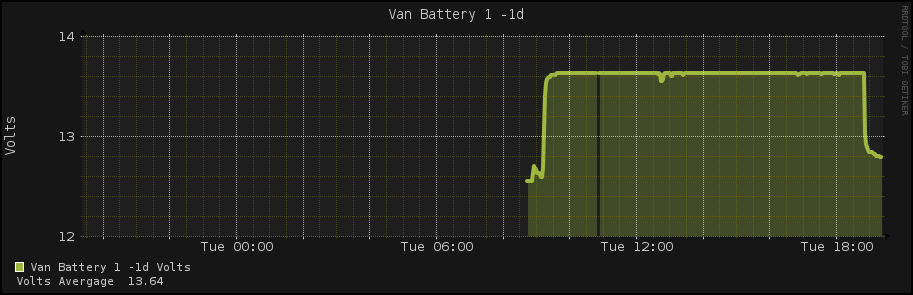 Van Battery 1 -1d
RRDTOOL / TOBI OETIKER
Volts
14
13
12
Tue 00:00 Tue 06:00 Tue 12:00 Tue 18:00
Van Battery 1 -1d Volts
Volts Avergage 13.64